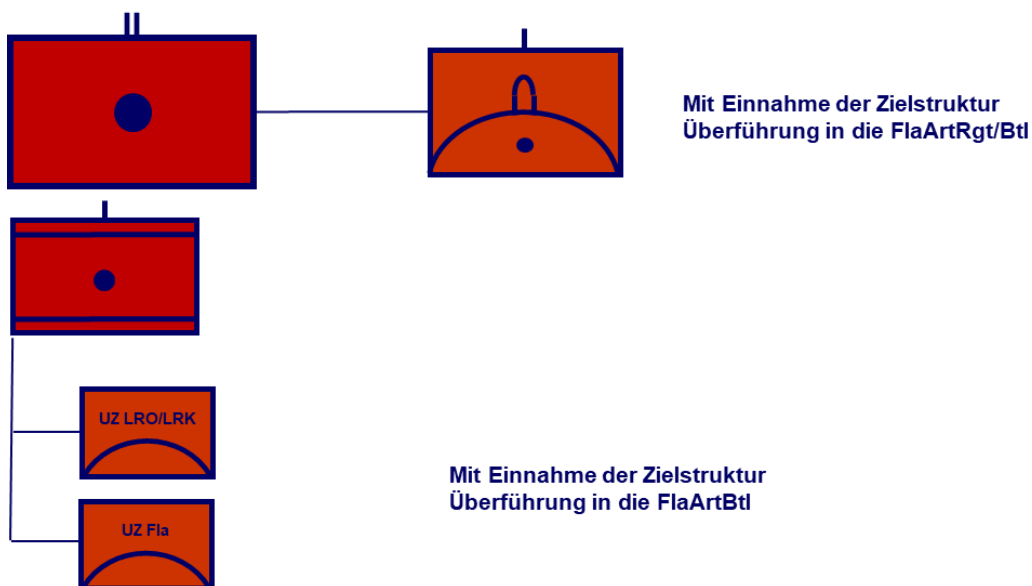 Mit Einnahme der Zielstruktur
Überführung in die FlaArtRgt/Btl
UZ LRO/LRK
Mit Einnahme der Zielstruktur
Überführung in die FlaArtBtl
UZ Fla